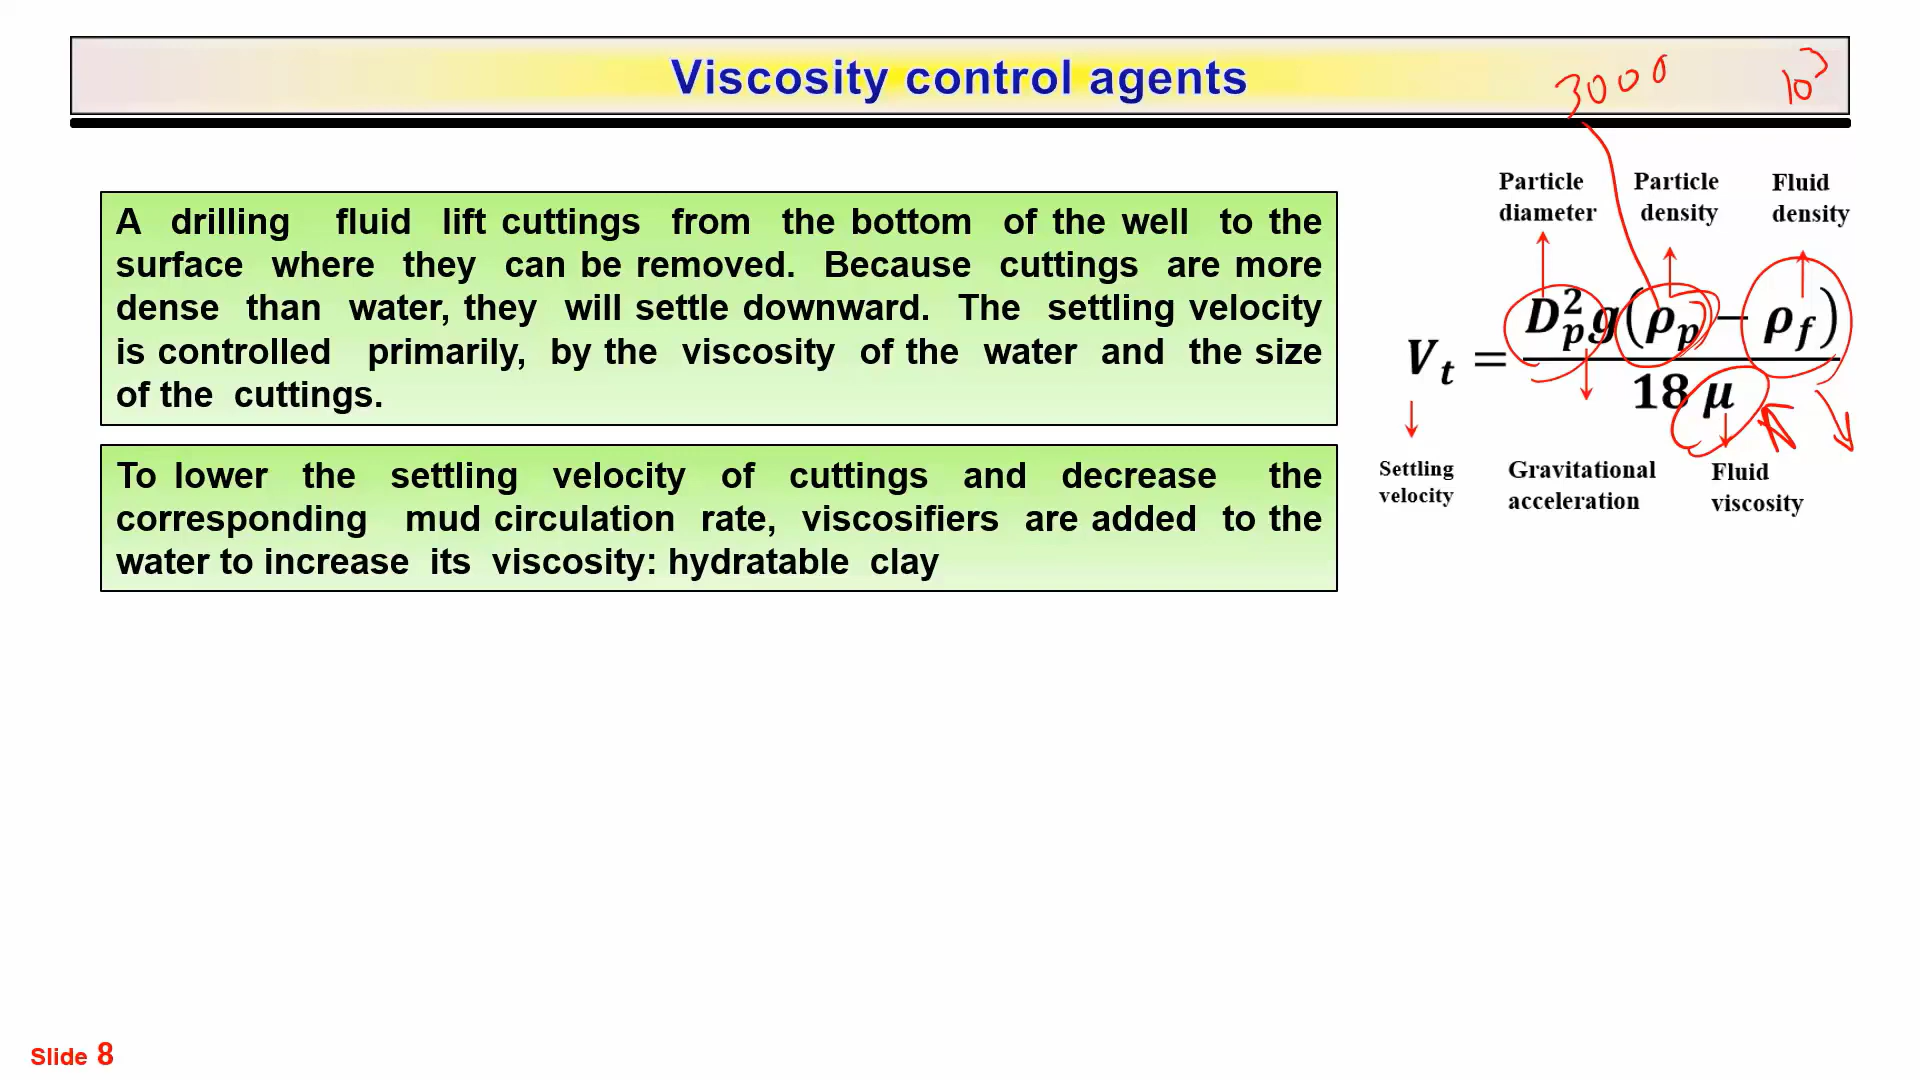 Viscosity control agents
3000
10³
A drilling fluid lift cuttings from the bottom of the well to the
surface where they can be removed. Because cuttings are more
dense than water, they will settle downward. The settling velocity
is controlled primarily, by the viscosity of the water and the size
of the cuttings.
To lower the settling velocity of cuttings and decrease the
corresponding mud circulation rate, viscosifiers are added to the
water to increase its viscosity: hydratable clay
Particle
diameter
Particle
density
Fluid
density
Vₜ = Dₚ²g(ρₚ − ρf) / 18 μ
Settling
velocity
Gravitational
acceleration
Fluid
viscosity
Slide 8